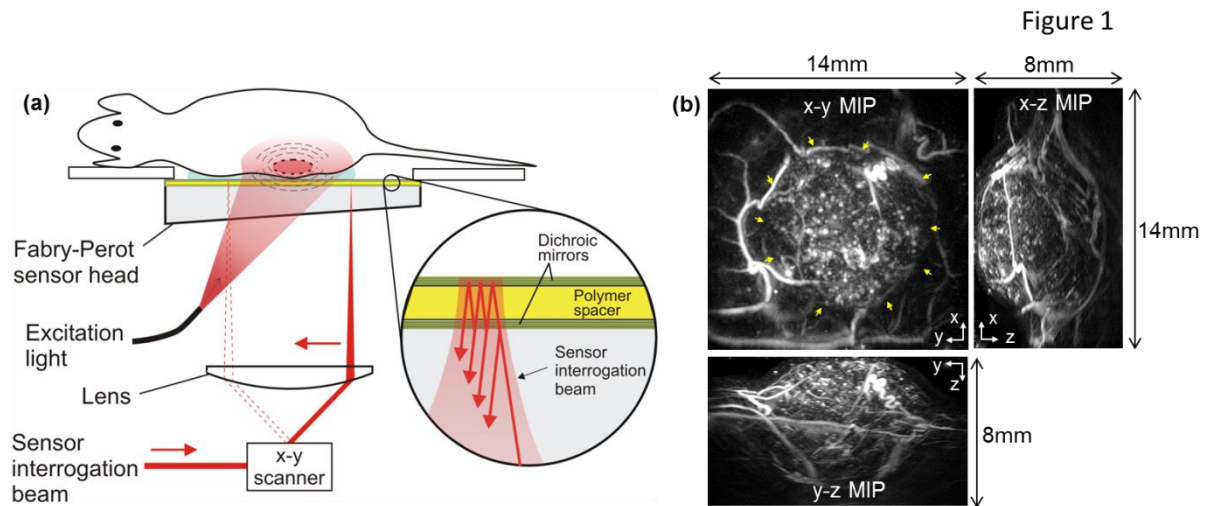 Figure 1
(a)
Fabry-Perot
sensor head
Excitation
light
Lens
Sensor
interrogation
beam
x-y
scanner
Dichroic
mirrors
Polymer
spacer
Sensor
interrogation
beam
(b)
14mm
8mm
x-y MIP
x-z MIP
14mm
x
y
x
z
y
z
y-z MIP
8mm